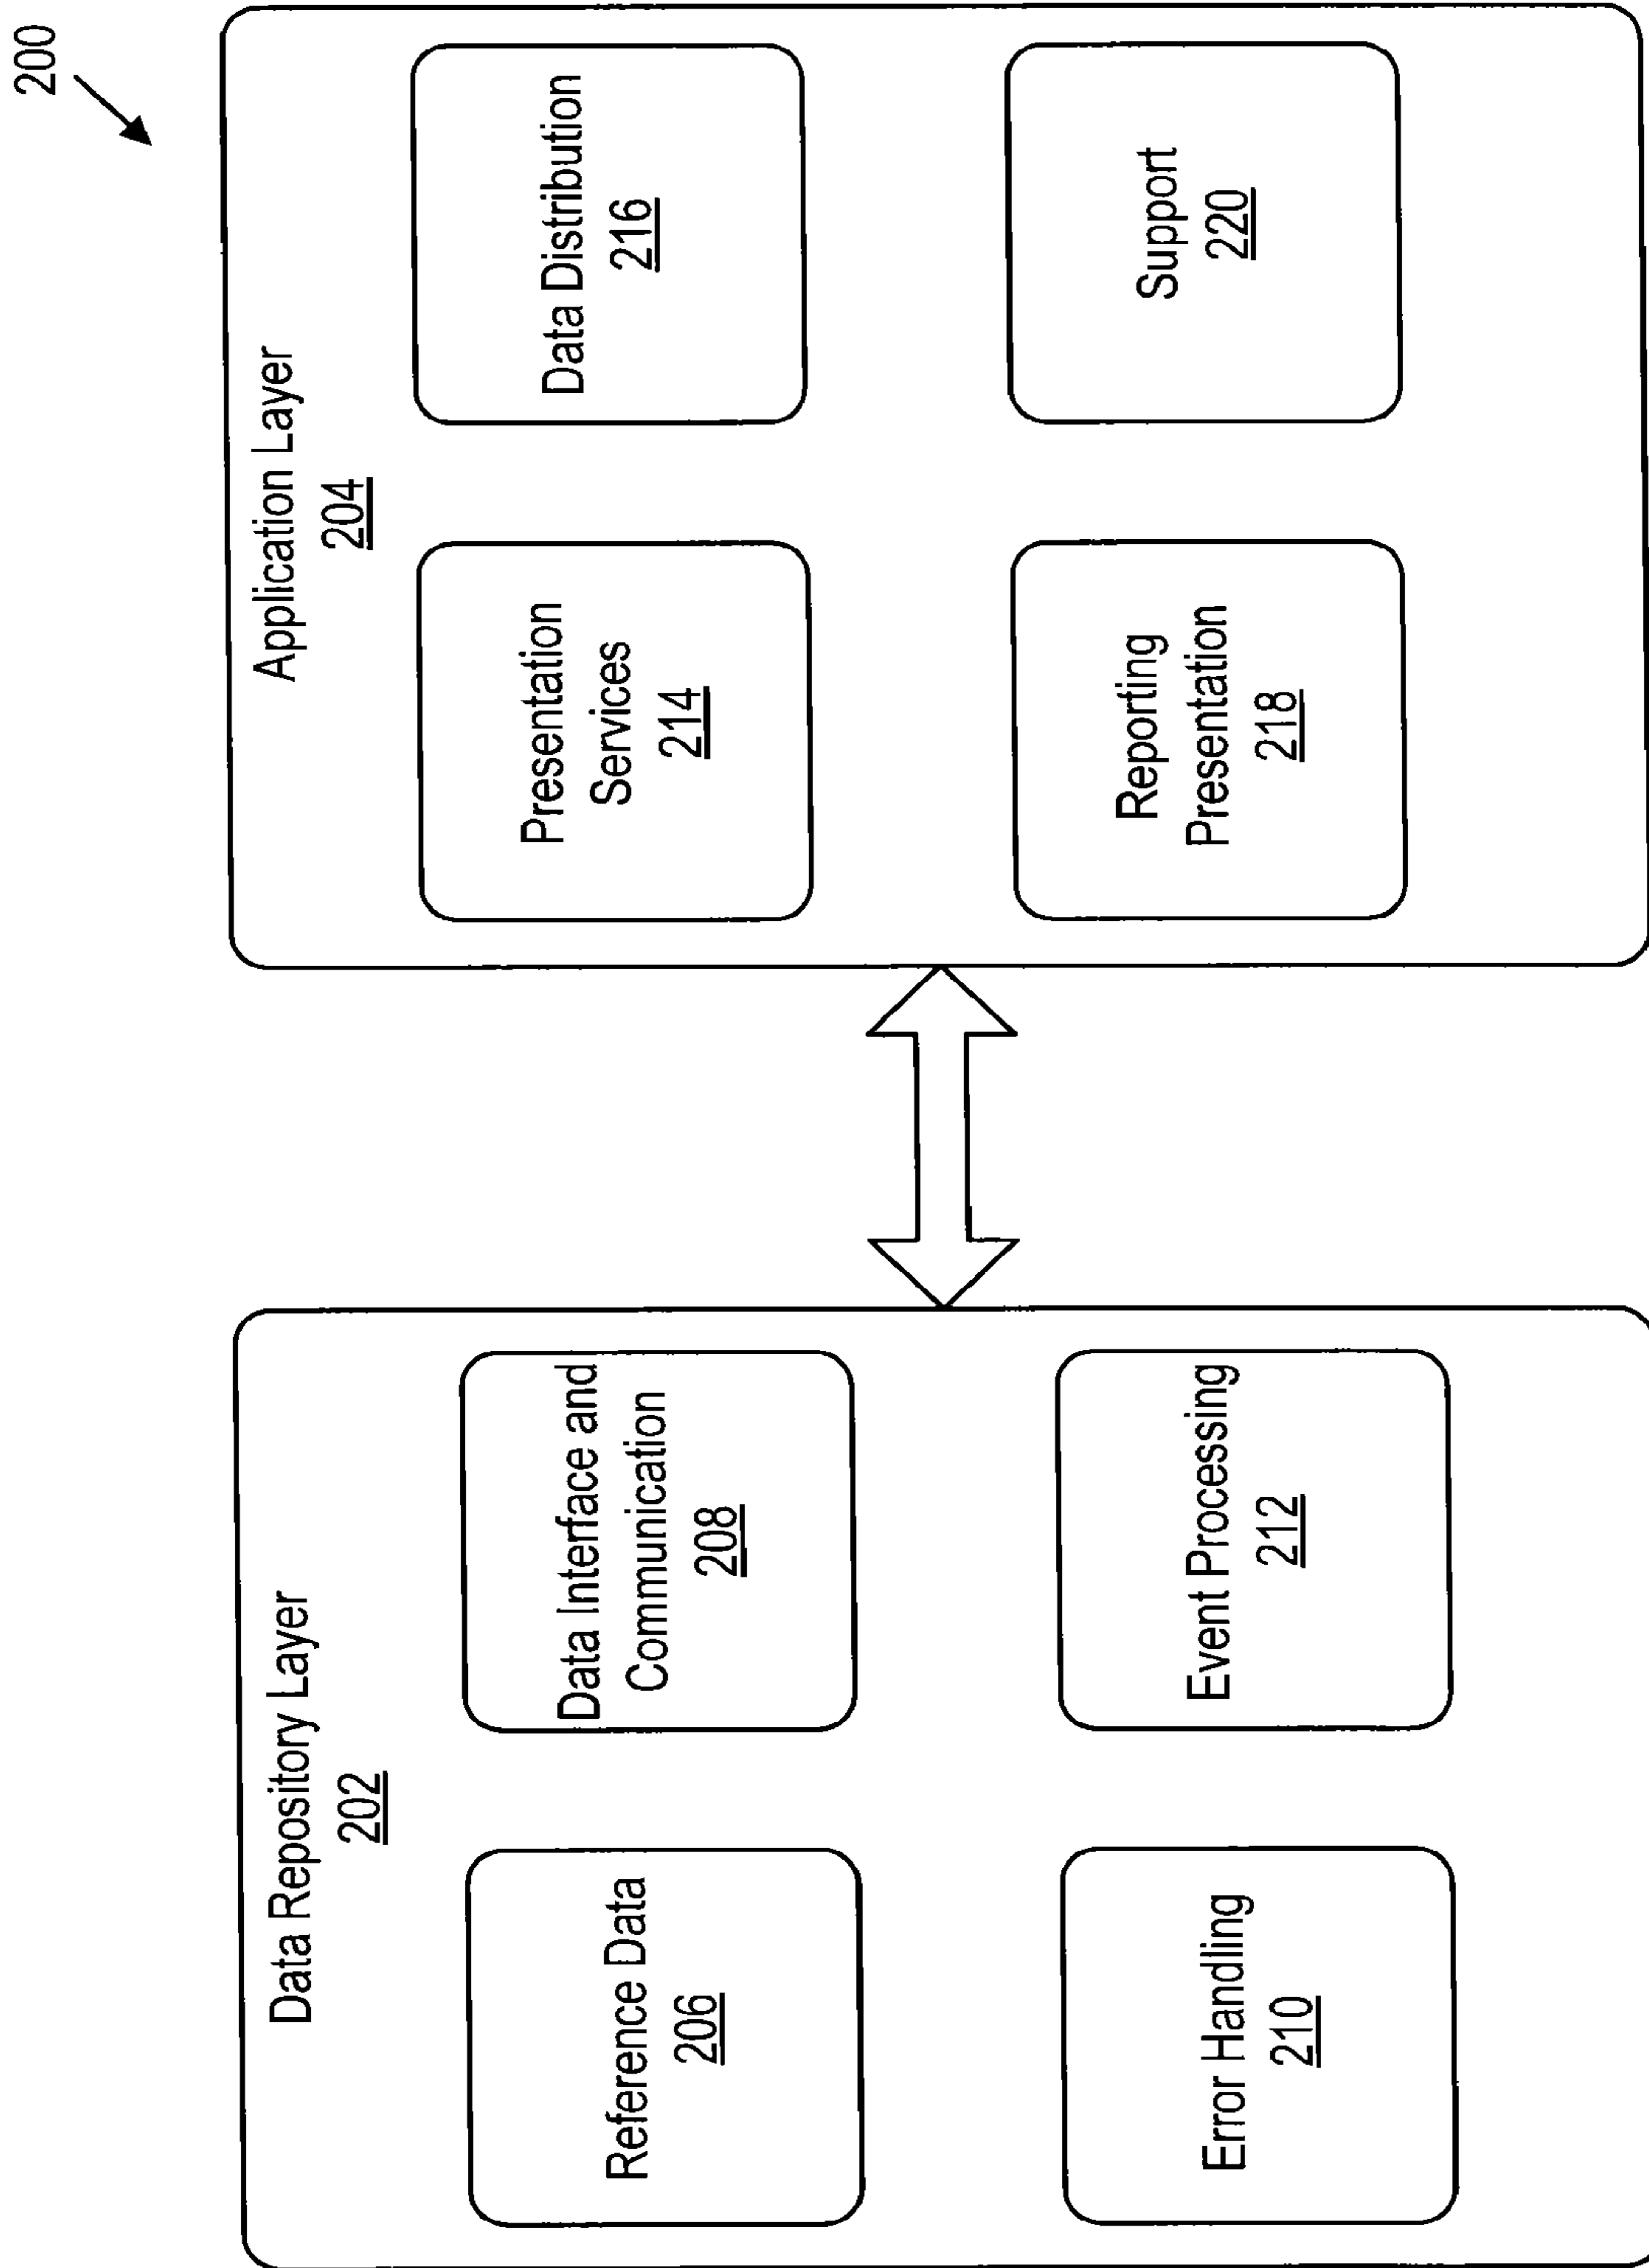 200
Data Repository Layer
202
Reference Data
206
Data Interface and
Communication
208
Error Handling
210
Event Processing
212
Application Layer
204
Presentation
Services
214
Data Distribution
216
Reporting
Presentation
218
Support
220